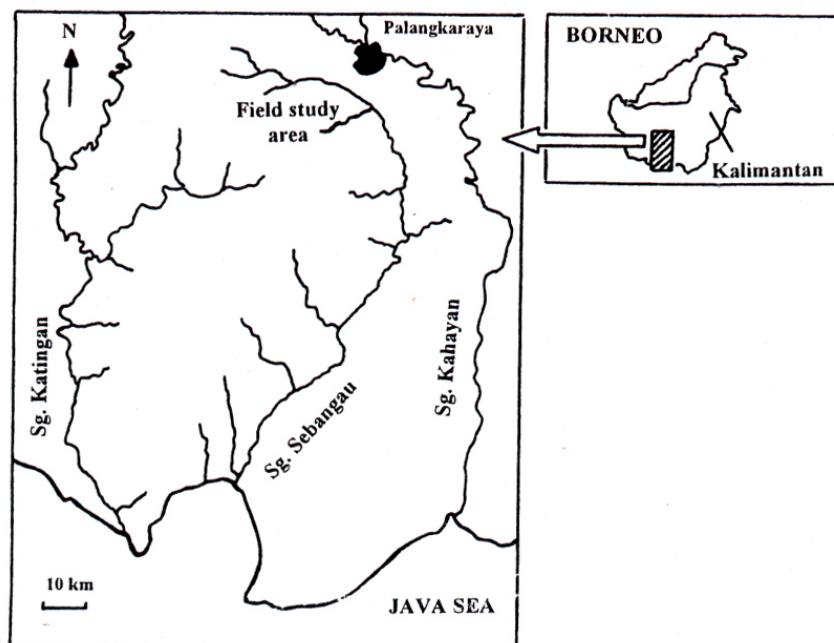 N
Palangkaraya
Field study
area
Sg. Katingan
Sg. Sebangau
Sg. Kahayan
10 km
JAVA SEA
BORNEO
Kalimantan